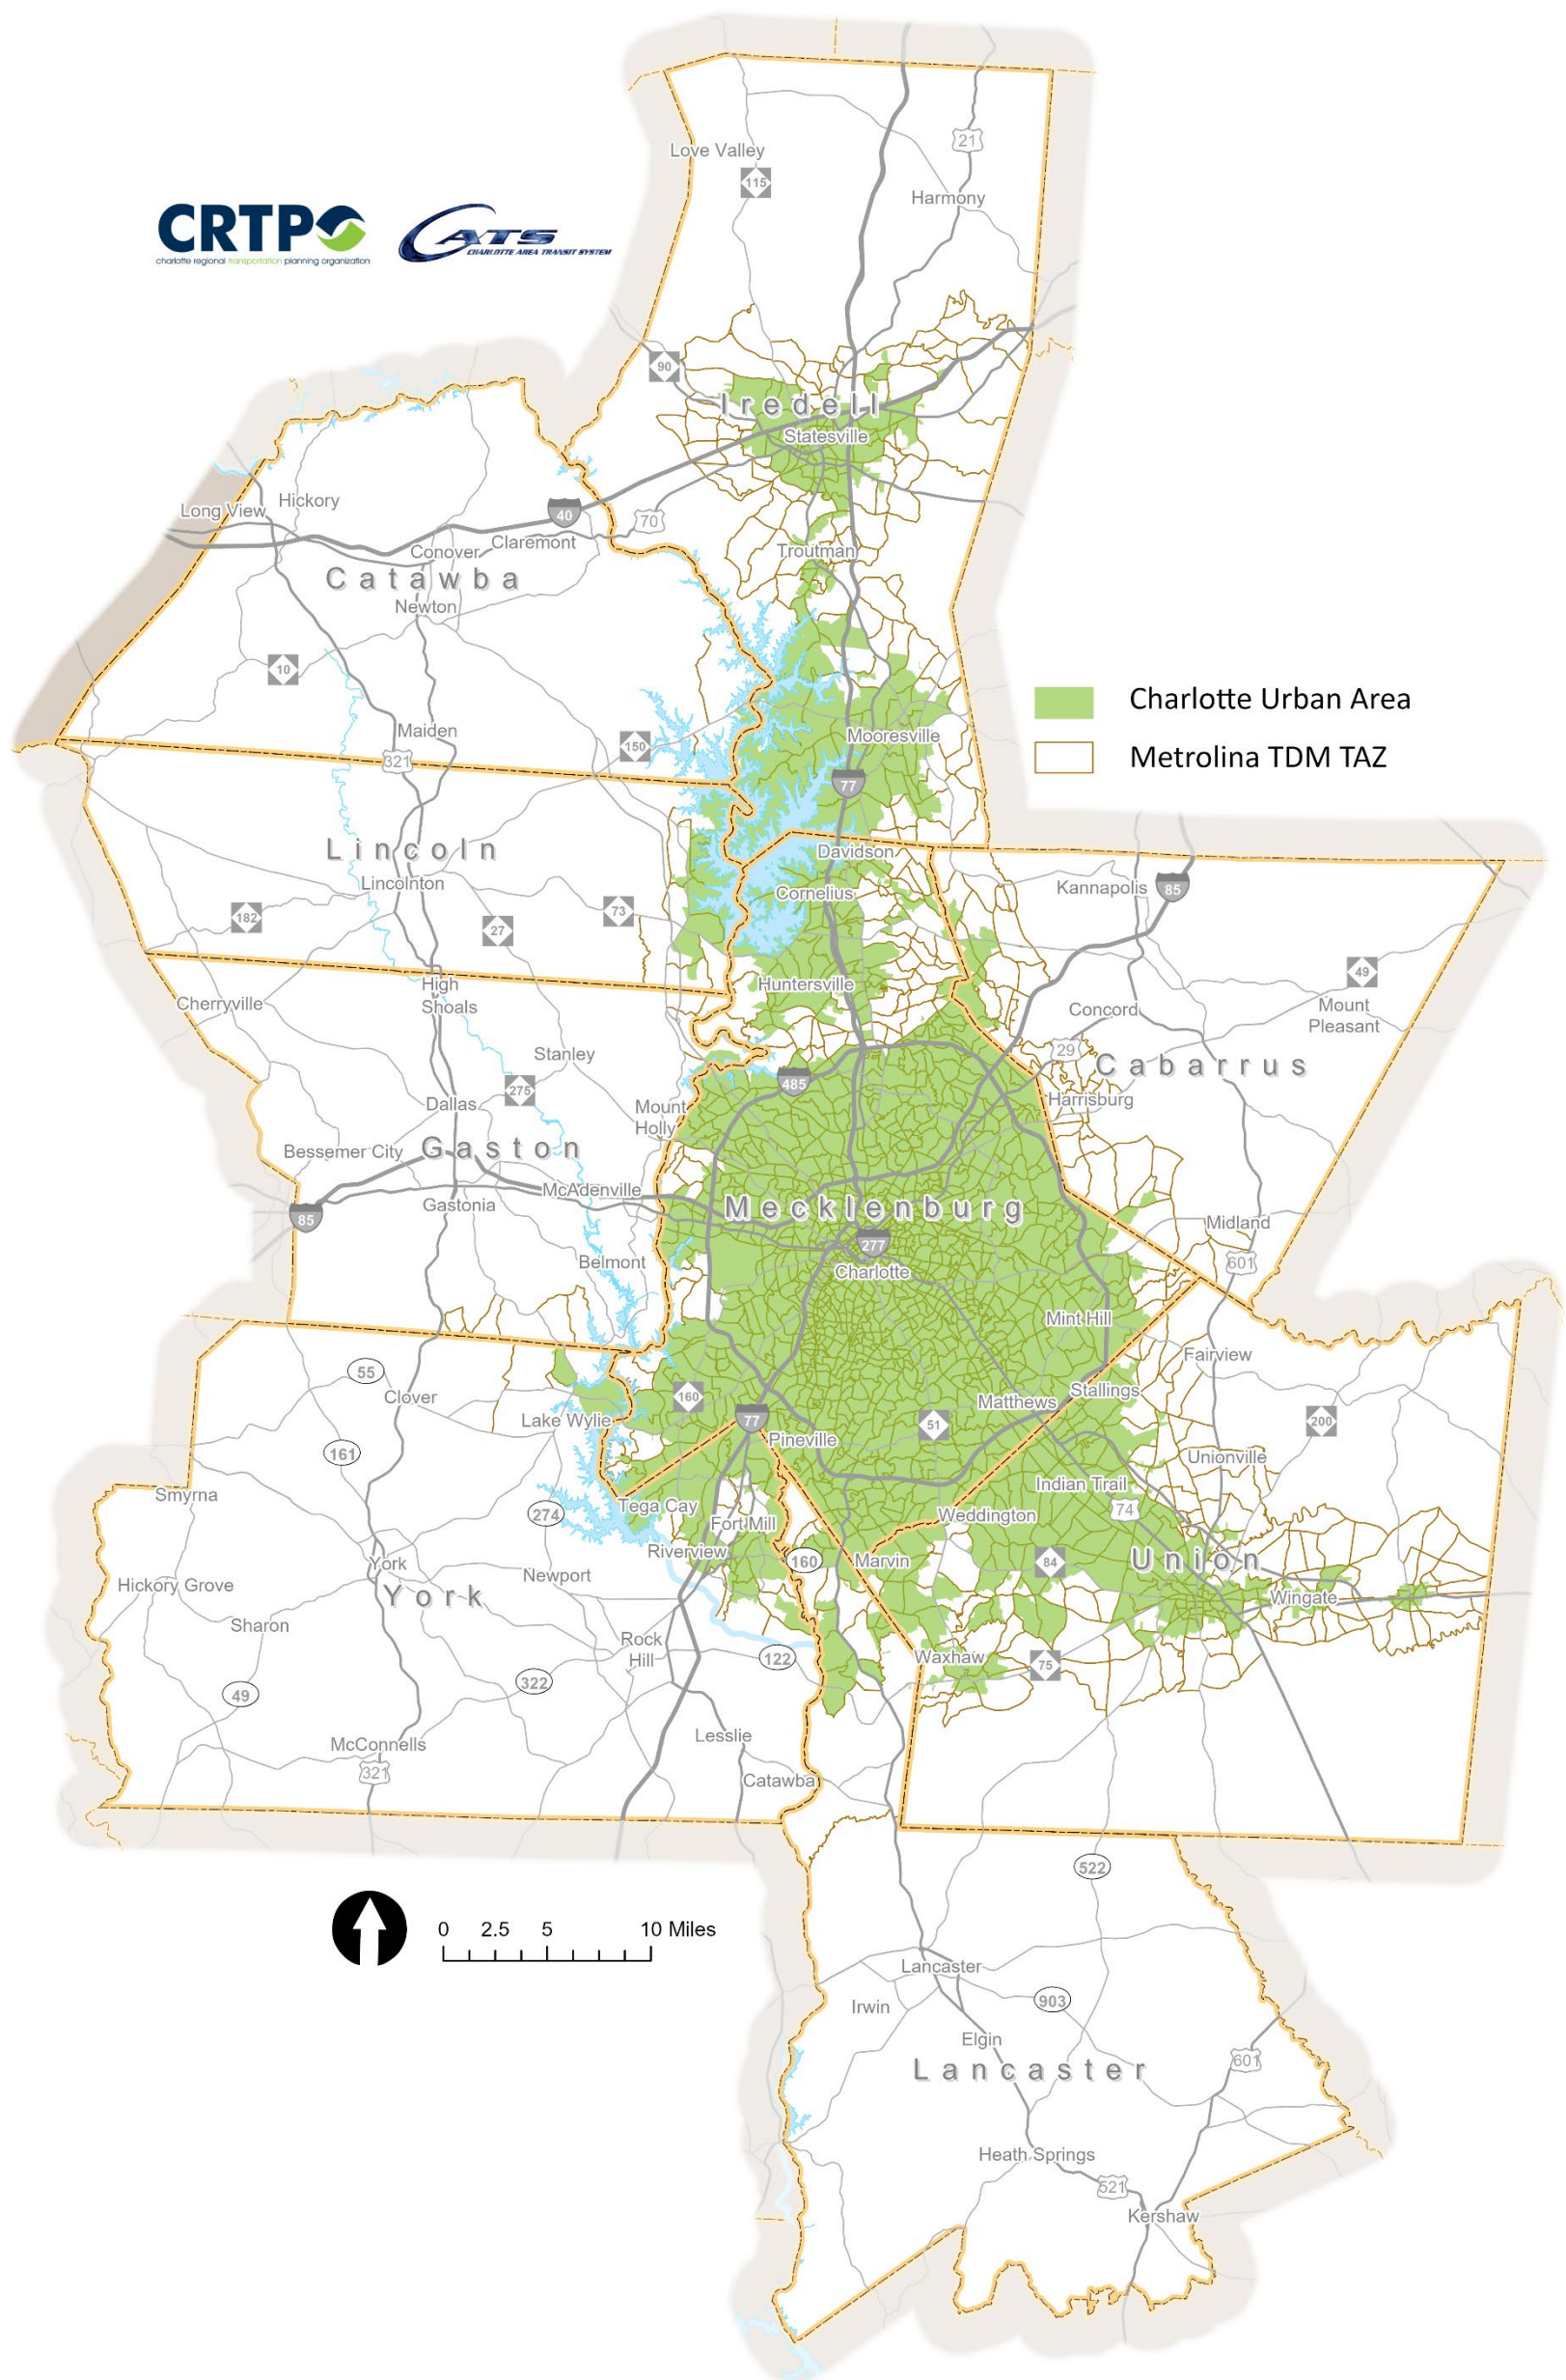 Love Valley
115
21
Harmony
CRTPO
charlotte regional transportation planning organization
CATS
CHARLOTTE AREA TRANSIT SYSTEM
90
Iredell
Statesville
Long View
Hickory
40
70
Conover
Claremont
Troutman
Catawba
Newton
10
Charlotte Urban Area
Maiden
150
Mooresville
321
Metrolina TDM TAZ
77
Lincoln
Davidson
Lincolnton
Cornelius
Kannapolis
85
182
27
73
49
High
Shoals
Huntersville
Cherryville
Concord
Mount
Pleasant
Stanley
29
Cabarrus
275
485
Dallas
Mount
Holly
Harrisburg
Bessemer City
Gaston
McAdenville
Gastonia
Mecklenburg
85
Midland
277
601
Belmont
Charlotte
Mint Hill
Fairview
55
Clover
160
Matthews
Stallings
Lake Wylie
77
51
200
161
Pineville
Unionville
Smyrna
Indian Trail
274
Tega Cay
Fort Mill
Weddington
74
Riverview
160
Marvin
84
Union
York
Hickory Grove
York
Newport
Wingate
Sharon
Rock
Hill
122
Waxhaw
75
322
49
McConnells
321
Lesslie
Catawba
522
0 2.5 5 10 Miles
Lancaster
Irwin
903
Elgin
Lancaster
601
Heath Springs
521
Kershaw